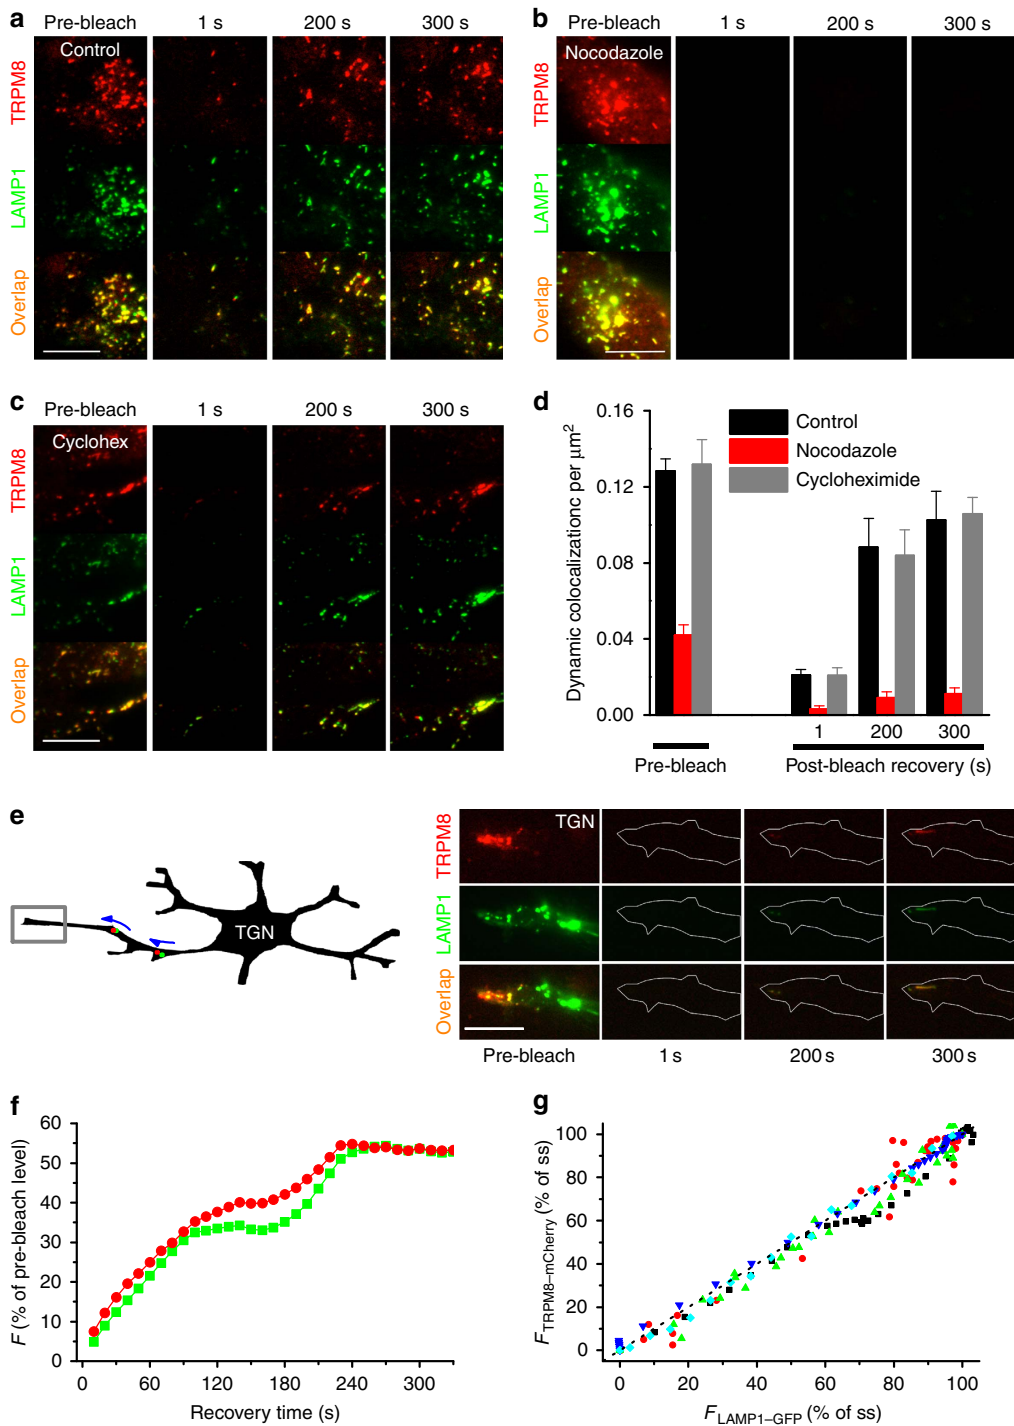 a
Pre-bleach 1 s 200 s 300 s
Control
TRPM8
LAMP1
Overlap
b
Pre-bleach 1 s 200 s 300 s
Nocodazole
TRPM8
LAMP1
Overlap
c
Pre-bleach 1 s 200 s 300 s
Cyclohex
TRPM8
LAMP1
Overlap
d
Dynamic colocalizationc per μm²
0.16
0.12
0.08
0.04
0.00
Control
Nocodazole
Cycloheximide
1 200 300
Pre-bleach Post-bleach recovery (s)
e
TGN
TGN
TRPM8
LAMP1
Overlap
Pre-bleach 1 s 200 s 300 s
f
F (% of pre-bleach level)
60
50
40
30
20
10
0
0 60 120 180 240 300
Recovery time (s)
g
F TRPM8–mCherry (% of ss)
100
80
60
40
20
0
0 20 40 60 80 100
F LAMP1–GFP (% of ss)